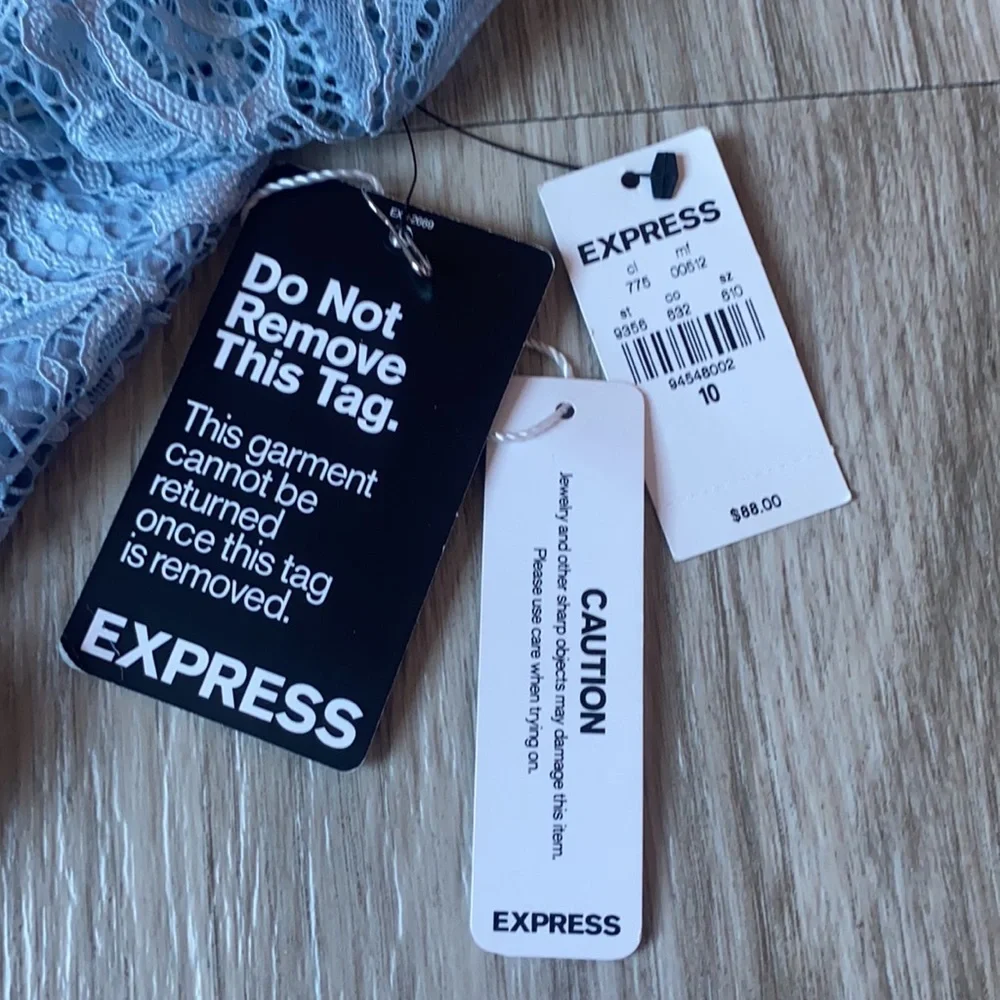 Do Not
Remove
This Tag.
This garment
cannot be
returned
once this tag
is removed.
EXPRESS
CAUTION
Jewelry and other sharp objects may damage this item.
Please use care when trying on.
EXPRESS
EXPRESS
cl mf
775 00612
st co sz
9356 632 610
94548002
10
$88.00